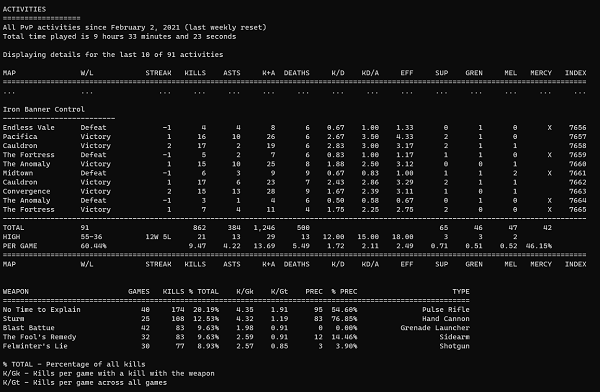 ACTIVITIES
==================
All PvP activities since February 2, 2021 (last weekly reset)
Total time played is 9 hours 33 minutes and 23 seconds
Displaying details for the last 10 of 91 activities
MAP W/L STREAK KILLS ASTS K+A DEATHS K/D KD/A EFF SUP GREN MEL MERCY INDEX
... ... ... ... ... ... ... ... ... ... ... ... ... ... ...
Iron Banner Control
Endless Vale Defeat -1 4 4 8 6 0.67 1.00 1.33 0 1 0 X 7656
Pacifica Victory 1 16 10 26 6 2.67 3.50 4.33 2 1 0 7657
Cauldron Victory 2 17 2 19 6 2.83 3.00 3.17 2 1 1 7658
The Fortress Defeat -1 5 2 7 6 0.83 1.00 1.17 1 1 0 X 7659
The Anomaly Victory 1 15 10 25 8 1.88 2.50 3.12 0 0 0 7660
Midtown Defeat -1 6 3 9 9 0.67 0.83 1.00 1 1 2 X 7661
Cauldron Victory 1 17 6 23 7 2.43 2.86 3.29 2 1 1 7662
Convergence Victory 2 15 13 28 9 1.67 2.39 3.11 1 0 1 7663
The Anomaly Defeat -1 3 1 4 6 0.50 0.58 0.67 0 1 0 X 7664
The Fortress Victory 1 7 4 11 4 1.75 2.25 2.75 2 0 0 X 7665
TOTAL 91 862 384 1,246 500 65 46 47 42
HIGH 55-36 12W 5L 21 13 29 13 12.00 15.00 18.00 3 3 2
PER GAME 60.44% 9.47 4.22 13.69 5.49 1.72 2.11 2.49 0.71 0.51 0.52 46.15%
MAP W/L STREAK KILLS ASTS K+A DEATHS K/D KD/A EFF SUP GREN MEL MERCY INDEX
WEAPON GAMES KILLS % TOTAL K/Gk K/Gt PREC % PREC TYPE
No Time to Explain 40 174 20.19% 4.35 1.91 95 54.60% Pulse Rifle
Sturm 25 108 12.53% 4.32 1.19 83 76.85% Hand Cannon
Blast Battue 42 83 9.63% 1.98 0.91 0 0.00% Grenade Launcher
The Fool's Remedy 32 83 9.63% 2.59 0.91 12 14.46% Sidearm
Felwinter's Lie 30 77 8.93% 2.57 0.85 3 3.90% Shotgun
% TOTAL - Percentage of all kills
K/Gk - Kills per game with a kill with the weapon
K/Gt - Kills per game across all games